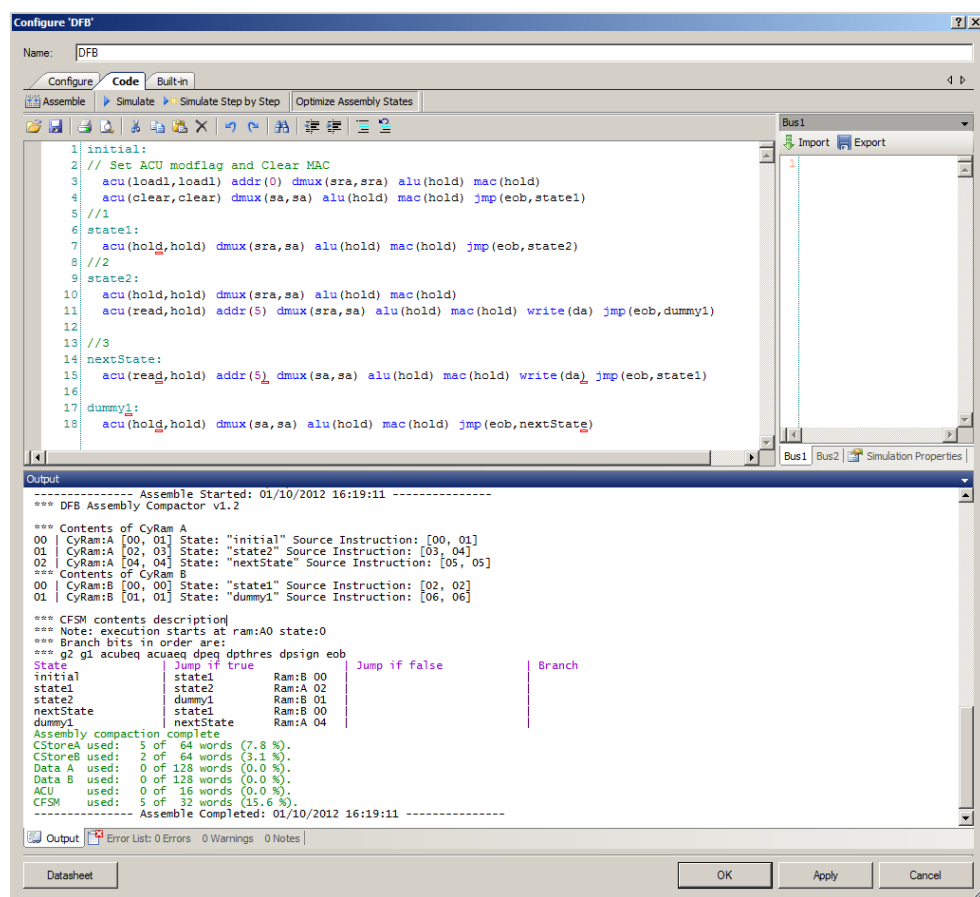 Configure 'DFB'
Name: DFB
Configure Code Built-in
Assemble Simulate Simulate Step by Step Optimize Assembly States
Bus1
Import Export
1 initial:
2 // Set ACU modflag and Clear MAC
3 acu(loadl,loadl) addr(0) dmux(sra,sra) alu(hold) mac(hold)
4 acu(clear,clear) dmux(sa,sa) alu(hold) mac(hold) jmp(eob,state1)
5 //1
6 state1:
7 acu(hold,hold) dmux(sra,sa) alu(hold) mac(hold) jmp(eob,state2)
8 //2
9 state2:
10 acu(hold,hold) dmux(sra,sa) alu(hold) mac(hold)
11 acu(read,hold) addr(5) dmux(sra,sa) alu(hold) mac(hold) write(da) jmp(eob,dummy1)
12
13 //3
14 nextState:
15 acu(read,hold) addr(5) dmux(sa,sa) alu(hold) mac(hold) write(da) jmp(eob,state1)
16
17 dummy1:
18 acu(hold,hold) dmux(sa,sa) alu(hold) mac(hold) jmp(eob,nextState)
1
Bus1 Bus2 Simulation Properties
Output
--------------- Assemble Started: 01/10/2012 16:19:11 ---------------
*** DFB Assembly Compactor v1.2
*** Contents of CyRam A
00 | CyRam:A [00, 01] State: "initial" Source Instruction: [00, 01]
01 | CyRam:A [02, 03] State: "state2" Source Instruction: [03, 04]
02 | CyRam:A [04, 04] State: "nextState" Source Instruction: [05, 05]
*** Contents of CyRam B
00 | CyRam:B [00, 00] State: "state1" Source Instruction: [02, 02]
01 | CyRam:B [01, 01] State: "dummy1" Source Instruction: [06, 06]
*** CFSM contents description
*** Note: execution starts at ram:A0 state:0
*** Branch bits in order are:
*** g2 g1 acubeq acuaeq dpeq dpthres dpsign eob
State | Jump if true | Jump if false | Branch
initial | state1 Ram:B 00 | |
state1 | state2 Ram:A 02 | |
state2 | dummy1 Ram:B 01 | |
nextState | state1 Ram:B 00 | |
dummy1 | nextState Ram:A 04 | |
Assembly compaction complete
CStoreA used: 5 of 64 words (7.8 %).
CStoreB used: 2 of 64 words (3.1 %).
Data A used: 0 of 128 words (0.0 %).
Data B used: 0 of 128 words (0.0 %).
ACU used: 0 of 16 words (0.0 %).
CFSM used: 5 of 32 words (15.6 %).
--------------- Assemble Completed: 01/10/2012 16:19:11 ---------------
Output Error List: 0 Errors 0 Warnings 0 Notes
Datasheet OK Apply Cancel